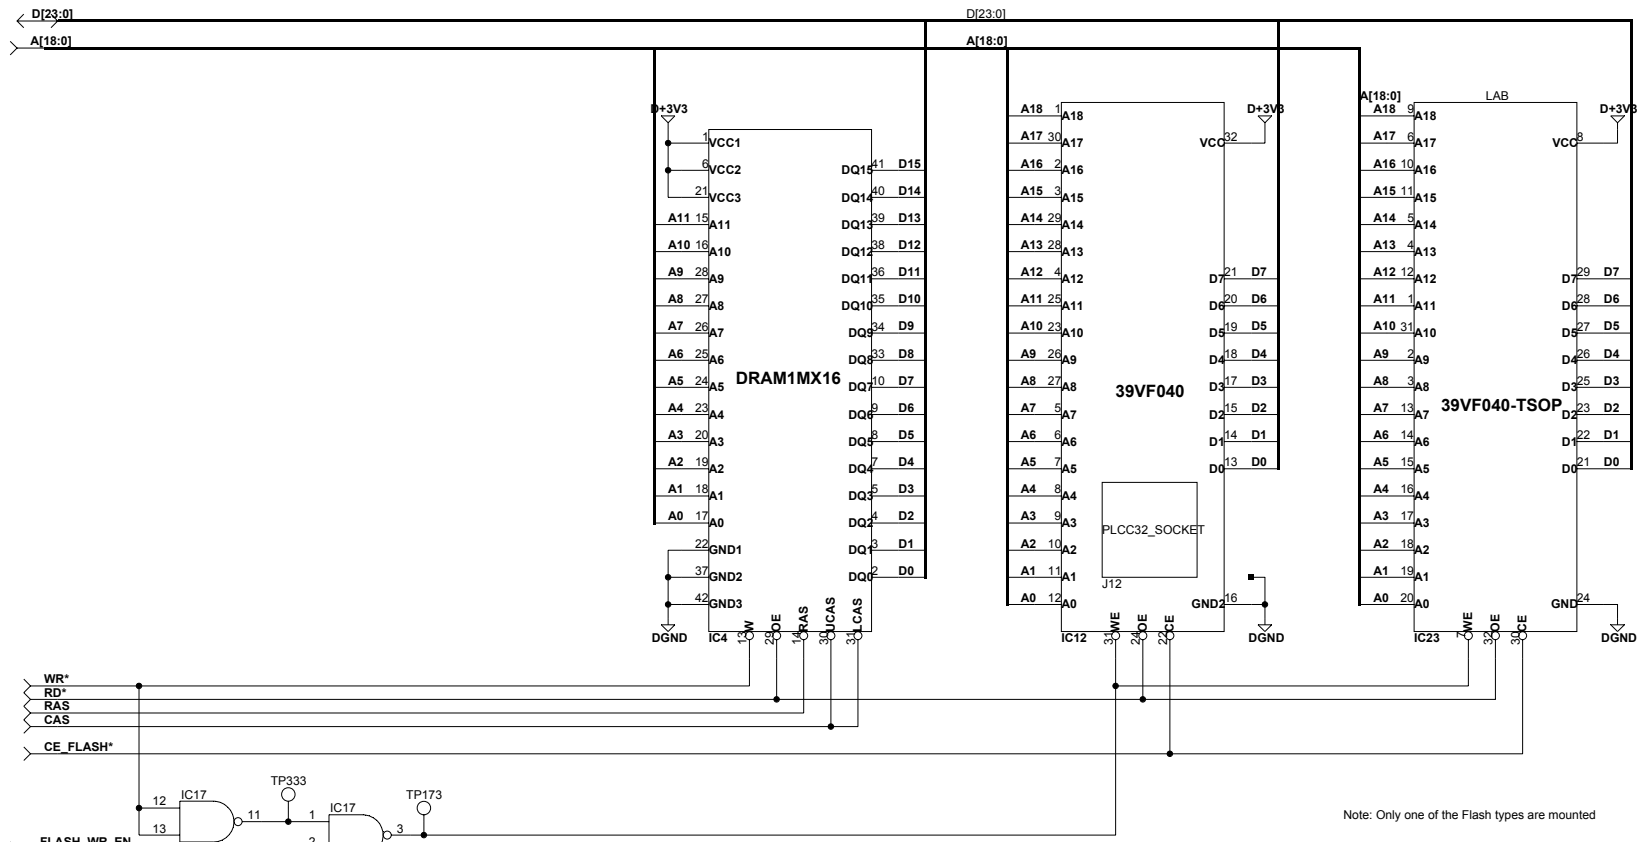 D[23:0] D[23:0]
A[18:0] A[18:0]
A[18:0] LAB
D+3V3 D+3V3 D+3V3
A18 1 A18 A18 9 A18
1 VCC1 A17 30 A17 VCC 32 A17 6 A17 VCC 8
6 VCC2 DQ15 41 D15 A16 2 A16 A16 10 A16
21 VCC3 DQ14 40 D14 A15 3 A15 A15 11 A15
A11 15 A11 DQ13 39 D13 A14 29 A14 A14 5 A14
A10 16 A10 DQ12 38 D12 A13 28 A13 A13 4 A13
A9 28 A9 DQ11 36 D11 A12 4 A12 D7 21 D7 A12 12 A12 D7 29 D7
A8 27 A8 DQ10 35 D10 A11 25 A11 D6 20 D6 A11 1 A11 D6 28 D6
A7 26 A7 DQ9 34 D9 A10 23 A10 D5 19 D5 A10 31 A10 D5 27 D5
A6 25 A6 DQ8 33 D8 A9 26 A9 D4 18 D4 A9 2 A9 D4 26 D4
DRAM1MX16 39VF040 39VF040-TSOP
A5 24 A5 DQ7 10 D7 A8 27 A8 D3 17 D3 A8 3 A8 D3 25 D3
A4 23 A4 DQ6 9 D6 A7 5 A7 D2 15 D2 A7 13 A7 D2 23 D2
A3 20 A3 DQ5 8 D5 A6 6 A6 D1 14 D1 A6 14 A6 D1 22 D1
A2 19 A2 DQ4 7 D4 A5 7 A5 D0 13 D0 A5 15 A5 D0 21 D0
A1 18 A1 DQ3 5 D3 A4 8 A4 A4 16 A4
A0 17 A0 DQ2 4 D2 A3 9 A3 PLCC32_SOCKET A3 17 A3
22 GND1 DQ1 3 D1 A2 10 A2 A2 18 A2
37 GND2 DQ0 2 D0 A1 11 A1 J12 A1 19 A1
42 GND3 A0 12 A0 GND2 16 A0 20 A0 GND 24
DGND IC4 13 W 29 OE 14 RAS 30 UCAS 31 LCAS IC12 31 WE 24 OE 22 CE DGND IC23 7 WE 32 OE 30 CE DGND
WR*
RD*
RAS
CAS
CE_FLASH*
TP333 TP173
12 IC17 11 1 IC17 3
13 2
FLASH_WR_EN
Note: Only one of the Flash types are mounted